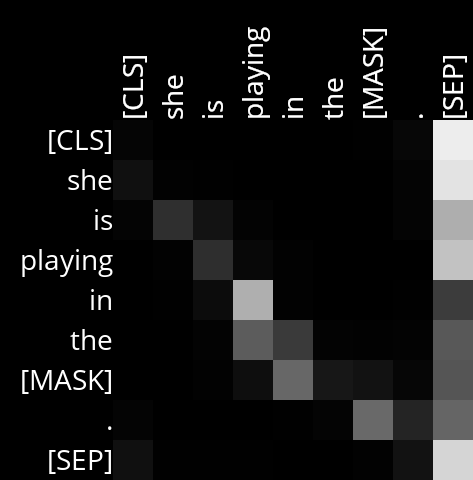 [CLS] she is playing in the [MASK] . [SEP]
[CLS]
she
is
playing
in
the
[MASK]
.
[SEP]